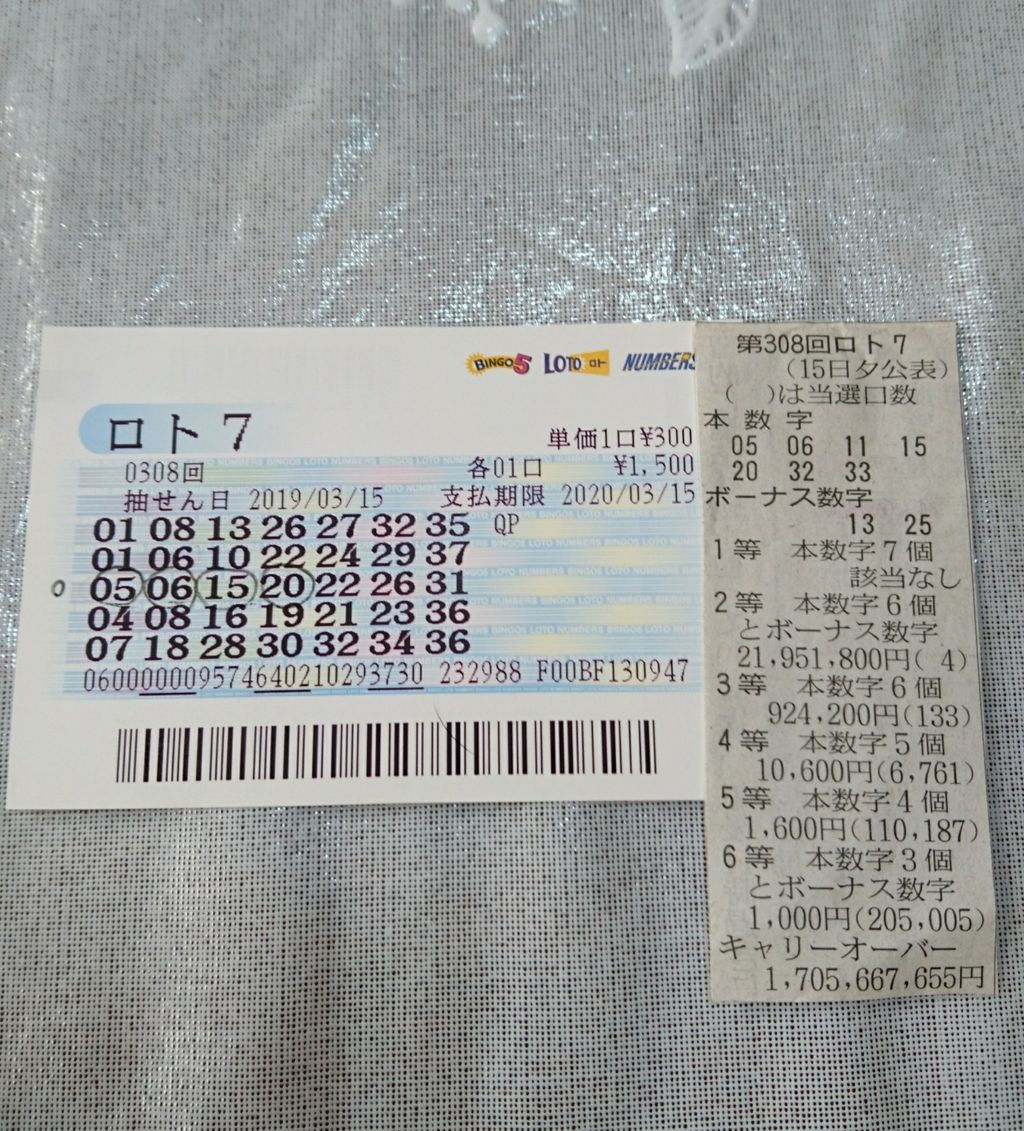 BINGO5 LOTO ロト NUMBERS
ロト7
単価1口¥300
0308回 各01口 ¥1,500
抽せん日 2019/03/15 支払期限 2020/03/15
01 08 13 26 27 32 35 QP
01 06 10 22 24 29 37
05 06 15 20 22 26 31
04 08 16 19 21 23 36
07 18 28 30 32 34 36
060000009574640210293730 232988 F00BF130947
第308回ロト7
(15日夕公表)
( )は当選口数
本数字
05 06 11 15
20 32 33
ボーナス数字
13 25
1等 本数字7個
該当なし
2等 本数字6個
とボーナス数字
21,951,800円( 4)
3等 本数字6個
924,200円(133)
4等 本数字5個
10,600円(6,761)
5等 本数字4個
1,600円(110,187)
6等 本数字3個
とボーナス数字
1,000円(205,005)
キャリーオーバー
1,705,667,655円